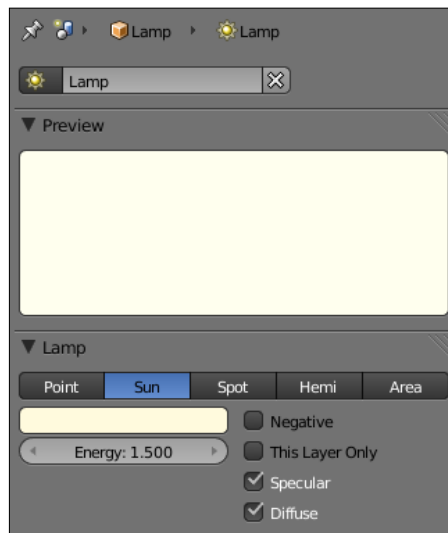 Lamp Lamp
Lamp
Preview
Lamp
Point Sun Spot Hemi Area
Negative
Energy: 1.500 This Layer Only
Specular
Diffuse